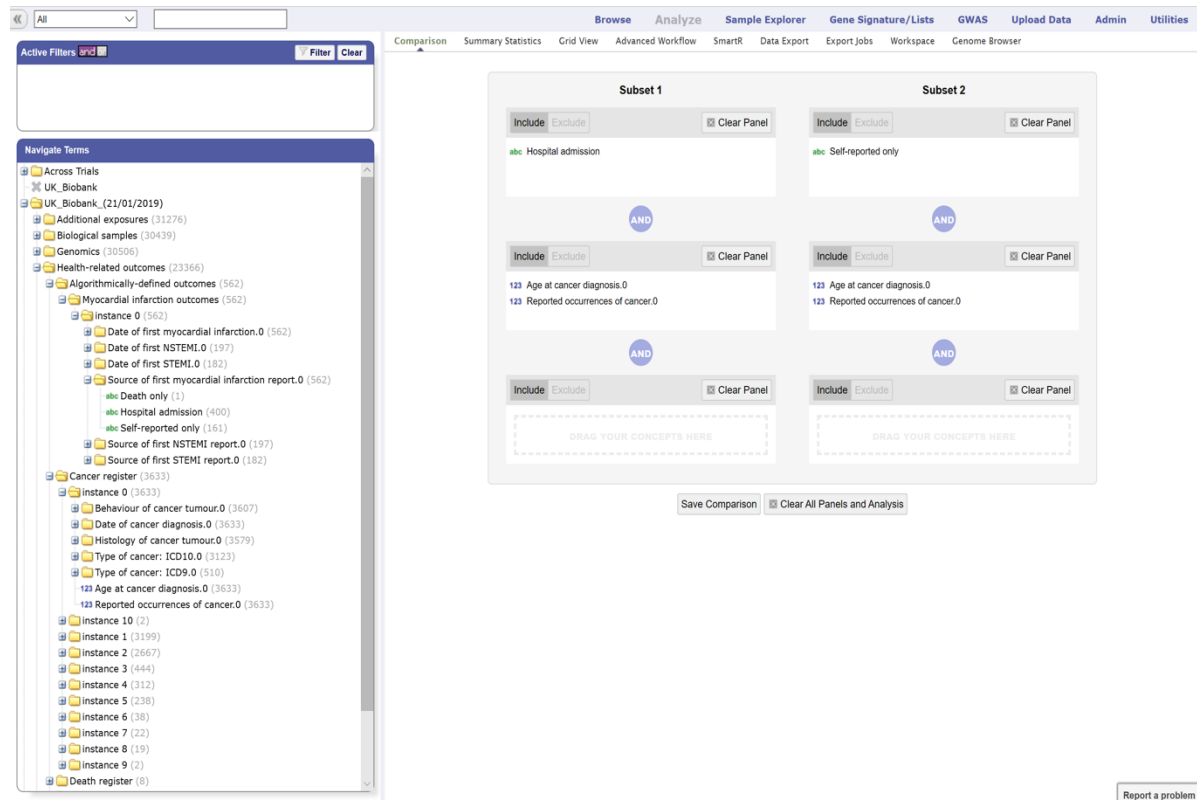 All
Browse Analyze Sample Explorer Gene Signature/Lists GWAS Upload Data Admin Utilities
Active Filters and or Filter Clear
Comparison Summary Statistics Grid View Advanced Workflow SmartR Data Export Export Jobs Workspace Genome Browser
Navigate Terms
Across Trials
UK_Biobank
UK_Biobank_(21/01/2019)
Additional exposures (31276)
Biological samples (30439)
Genomics (30506)
Health-related outcomes (23366)
Algorithmically-defined outcomes (562)
Myocardial infarction outcomes (562)
instance 0 (562)
Date of first myocardial infarction.0 (562)
Date of first NSTEMI.0 (197)
Date of first STEMI.0 (182)
Source of first myocardial infarction report.0 (562)
abc Death only (1)
abc Hospital admission (400)
abc Self-reported only (161)
Source of first NSTEMI report.0 (197)
Source of first STEMI report.0 (182)
Cancer register (3633)
instance 0 (3633)
Behaviour of cancer tumour.0 (3607)
Date of cancer diagnosis.0 (3633)
Histology of cancer tumour.0 (3579)
Type of cancer: ICD10.0 (3123)
Type of cancer: ICD9.0 (510)
123 Age at cancer diagnosis.0 (3633)
123 Reported occurrences of cancer.0 (3633)
instance 10 (2)
instance 1 (3199)
instance 2 (2667)
instance 3 (444)
instance 4 (312)
instance 5 (238)
instance 6 (38)
instance 7 (22)
instance 8 (19)
instance 9 (2)
Death register (8)
Subset 1 Subset 2
Include Exclude Clear Panel Include Exclude Clear Panel
abc Hospital admission abc Self-reported only
AND AND
Include Exclude Clear Panel Include Exclude Clear Panel
123 Age at cancer diagnosis.0 123 Age at cancer diagnosis.0
123 Reported occurrences of cancer.0 123 Reported occurrences of cancer.0
AND AND
Include Exclude Clear Panel Include Exclude Clear Panel
DRAG YOUR CONCEPTS HERE DRAG YOUR CONCEPTS HERE
Save Comparison Clear All Panels and Analysis
Report a problem